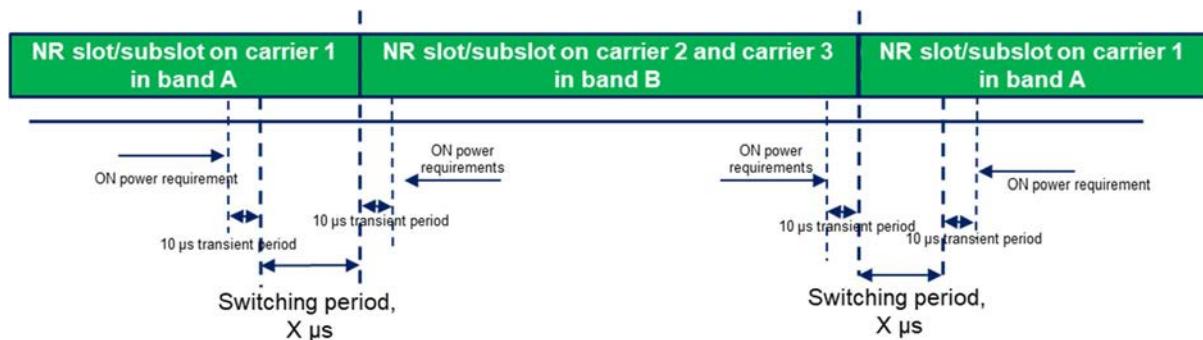 NR slot/subslot on carrier 1
in band A
NR slot/subslot on carrier 2 and carrier 3
in band B
NR slot/subslot on carrier 1
in band A
ON power requirement
10 µs transient period
ON power
requirements
10 µs transient period
Switching period,
X µs
ON power
requirements
10 µs transient period
ON power requirement
10 µs transient period
Switching period,
X µs